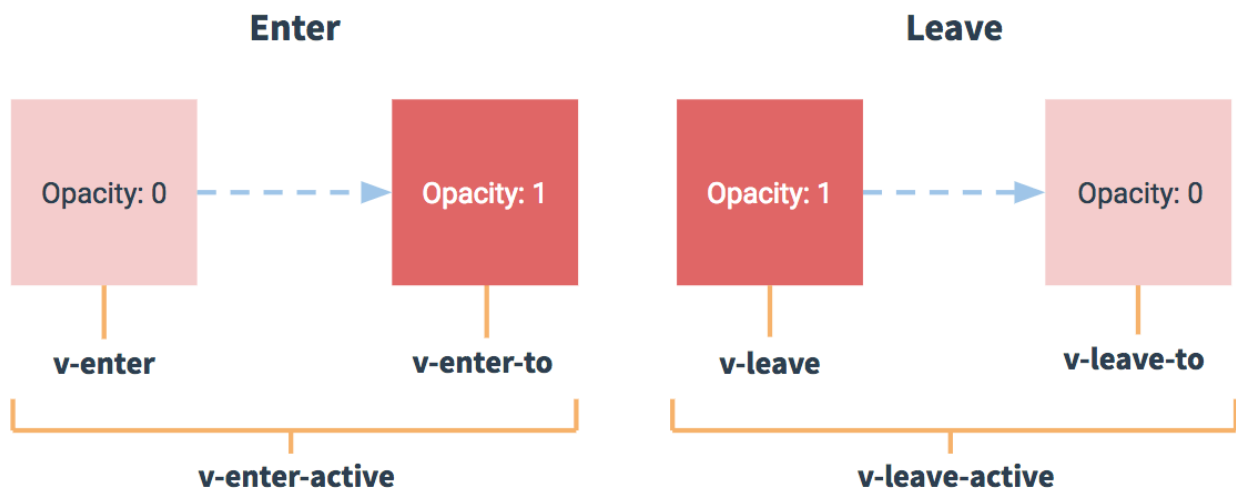 Enter
Leave
Opacity: 0
Opacity: 1
Opacity: 1
Opacity: 0
v-enter
v-enter-to
v-leave
v-leave-to
v-enter-active
v-leave-active